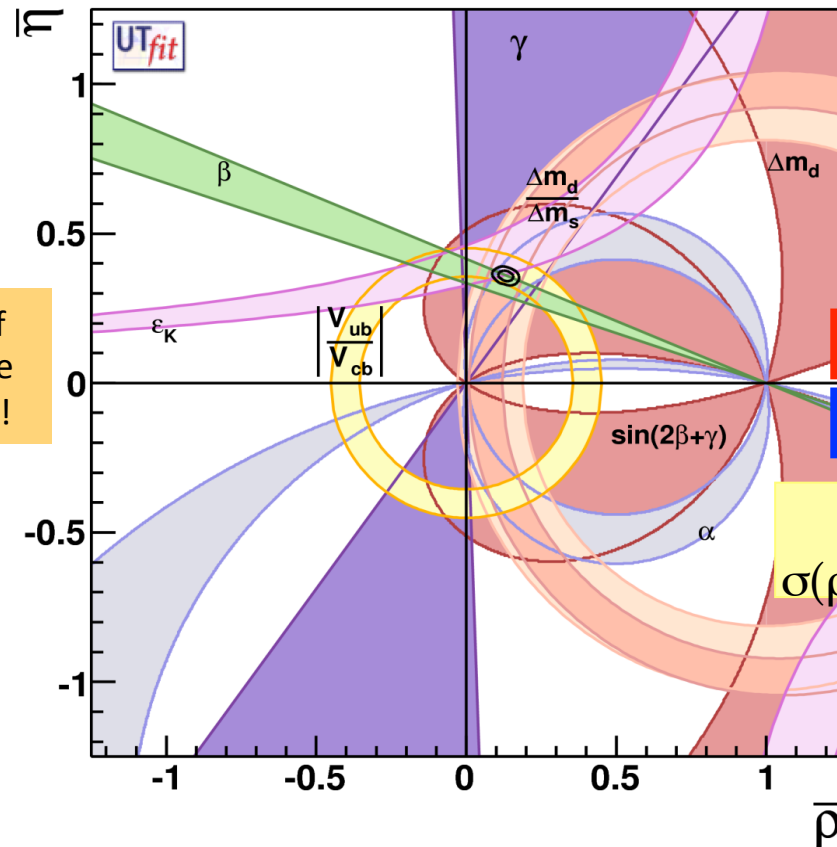 η̅
UTfit
γ
1
β
Δm_d
Δm_d
Δm_s
0.5
f
e
!
ε_K
|V_ub
V_cb|
0
sin(2β+γ)
-0.5
α
σ(ρ
-1
-1 -0.5 0 0.5 1
ρ̅